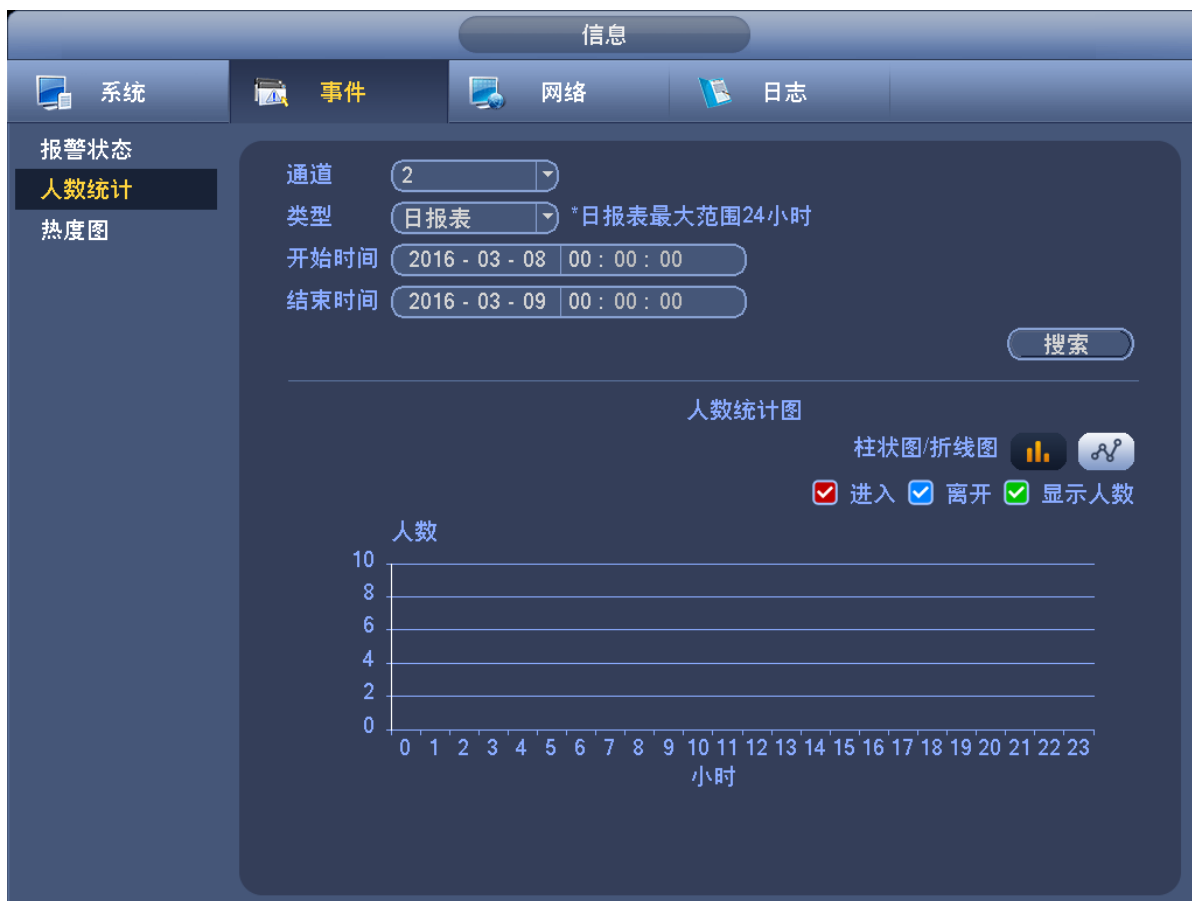 信息
系统 事件 网络 日志
报警状态
人数统计
热度图
通道 2
类型 日报表 *日报表最大范围24小时
开始时间 2016 - 03 - 08 00 : 00 : 00
结束时间 2016 - 03 - 09 00 : 00 : 00
搜索
人数统计图
柱状图/折线图
进入 离开 显示人数
人数
10
8
6
4
2
0
0 1 2 3 4 5 6 7 8 9 10 11 12 13 14 15 16 17 18 19 20 21 22 23
小时